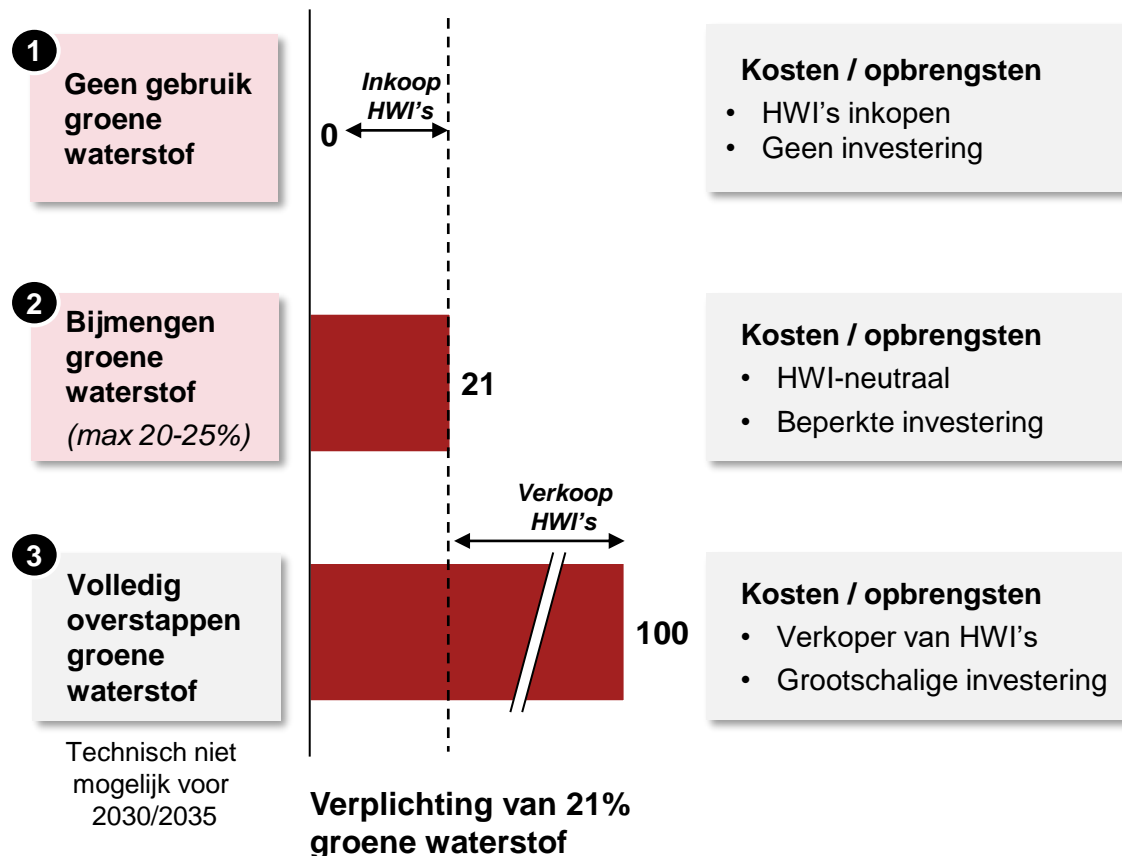 1
Geen gebruik
groene
waterstof
Inkoop
HWI's
0
Kosten / opbrengsten
• HWI's inkopen
• Geen investering
2
Bijmengen
groene
waterstof
(max 20-25%)
21
Kosten / opbrengsten
• HWI-neutraal
• Beperkte investering
Verkoop
HWI's
3
Volledig
overstappen
groene
waterstof
100
Kosten / opbrengsten
• Verkoper van HWI's
• Grootschalige investering
Technisch niet
mogelijk voor
2030/2035
Verplichting van 21%
groene waterstof